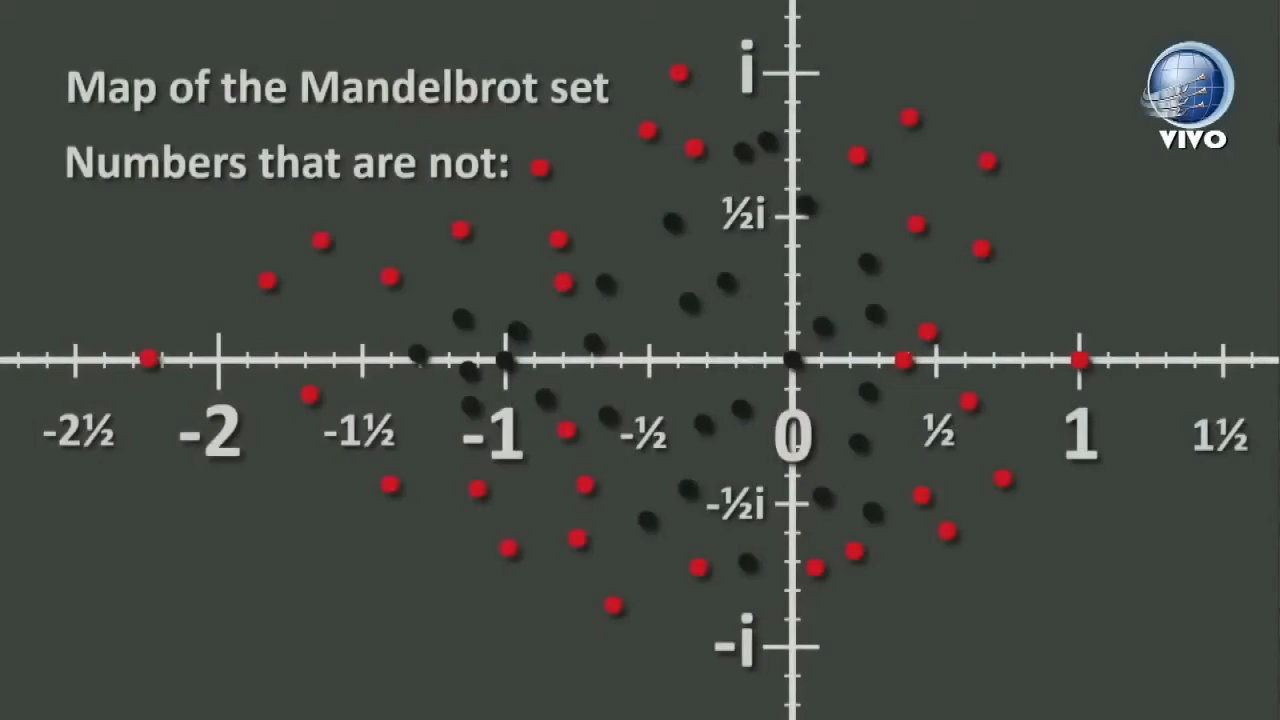 Map of the Mandelbrot set
Numbers that are not:
VIVO
i
½i
-2½ -2 -1½ -1 -½ 0 ½ 1 1½
-½i
-i